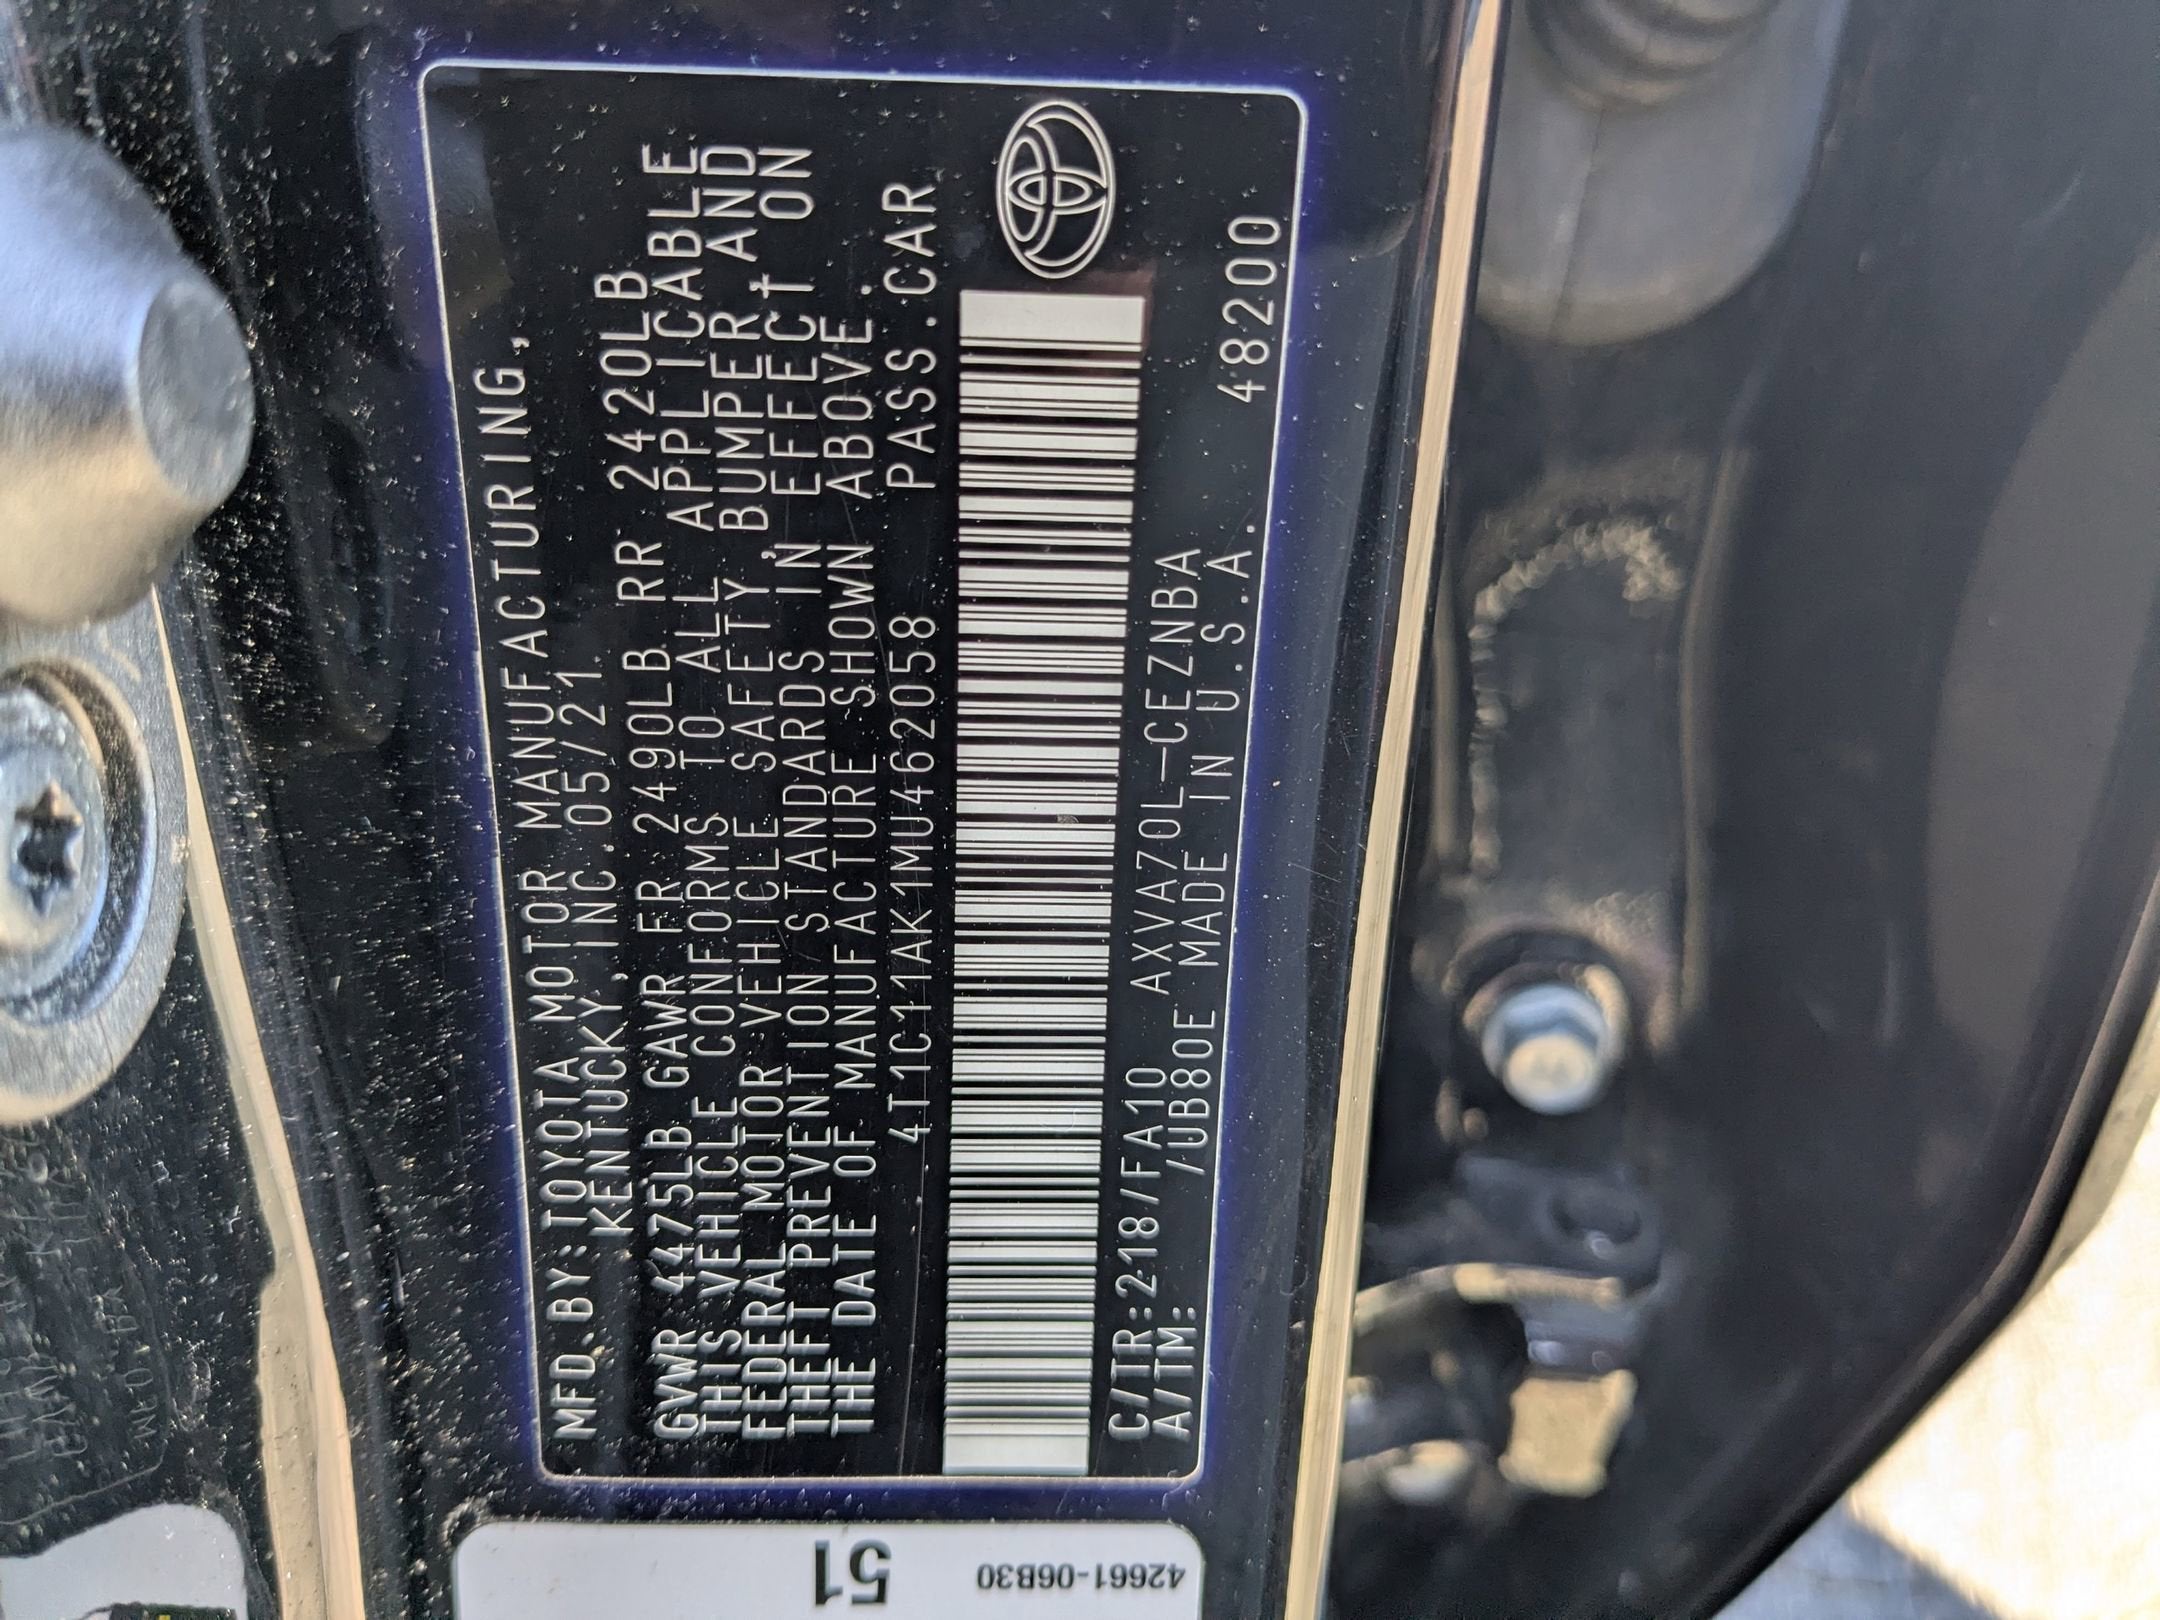 MFD.BY:TOYOTA MOTOR MANUFACTURING,
KENTUCKY, INC. 05/21
GVWR 4475LB GAWR FR 2490LB RR 2420LB
THIS VEHICLE CONFORMS TO ALL APPLICABLE
FEDERAL MOTOR VEHICLE SAFETY, BUMPER AND
THEFT PREVENTION STANDARDS IN EFFECT ON
THE DATE OF MANUFACTURE SHOWN ABOVE.
4T1C11AK1MU462058 PASS.CAR
C/TR:218/FA10 AXVA70L-CEZNBA
A/TM: /UB80E MADE IN U.S.A. 48200
51
42661-06B30